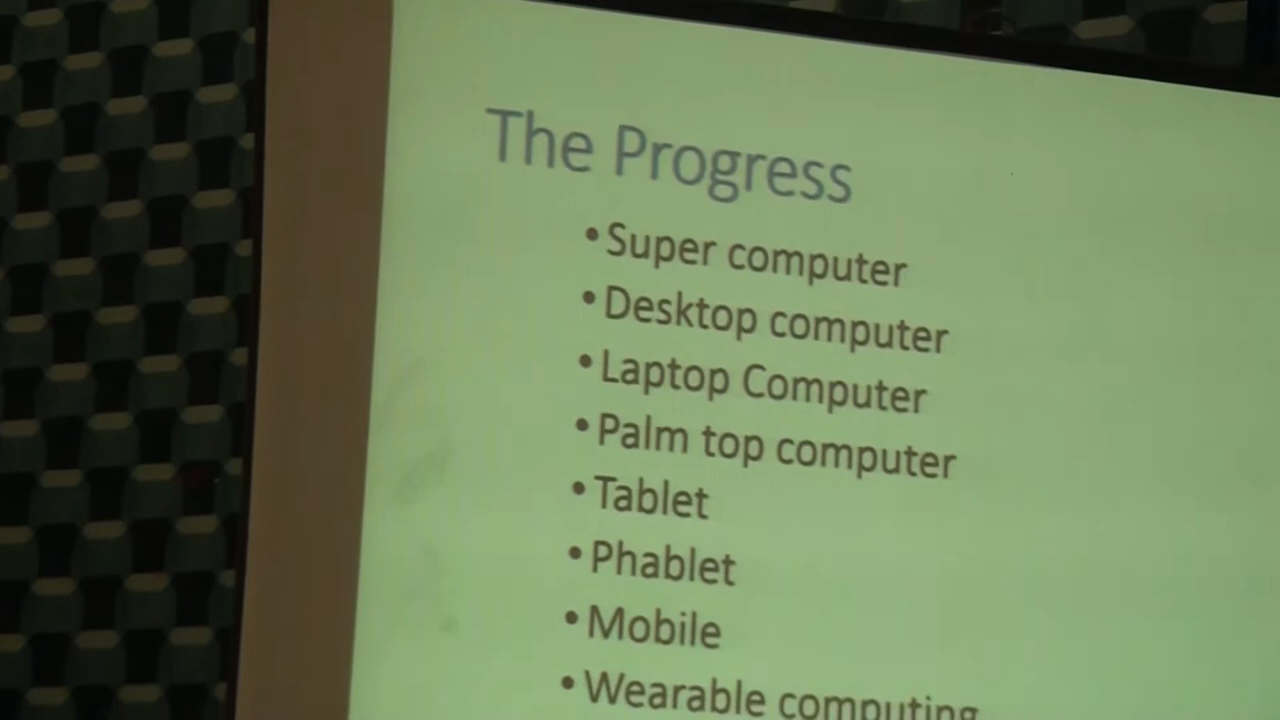 The Progress
• Super computer
• Desktop computer
• Laptop Computer
• Palm top computer
• Tablet
• Phablet
• Mobile
• Wearable computing